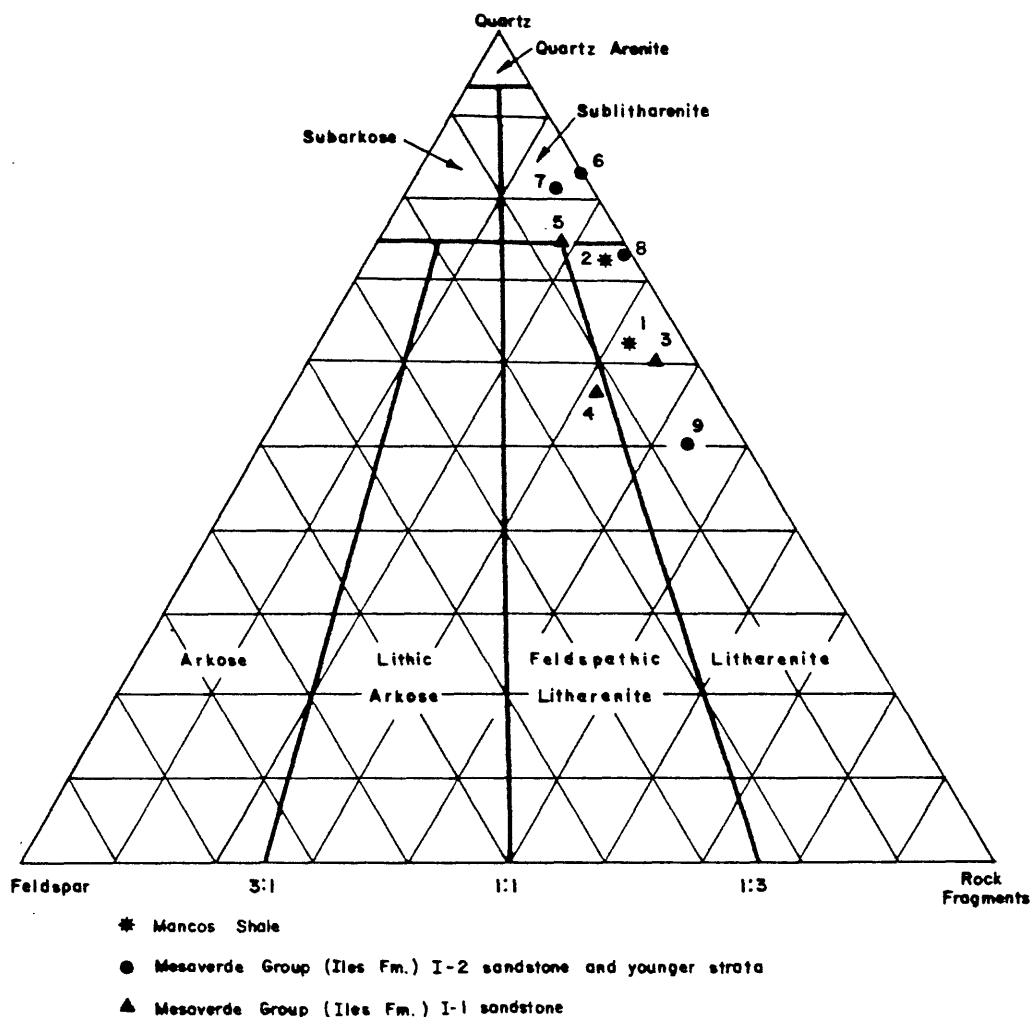 Quartz
Quartz Arenite
Sublitharenite
Subarkose
6
7
5
8
2
1
3
4
9
Arkose
Lithic
Arkose
Feldspathic
Litharenite
Litharenite
Feldspar
3:1
1:1
1:3
Rock
Fragments
Mancos Shale
Mesaverde Group (Iles Fm.) I-2 sandstone and younger strata
Mesaverde Group (Iles Fm.) I-1 sandstone